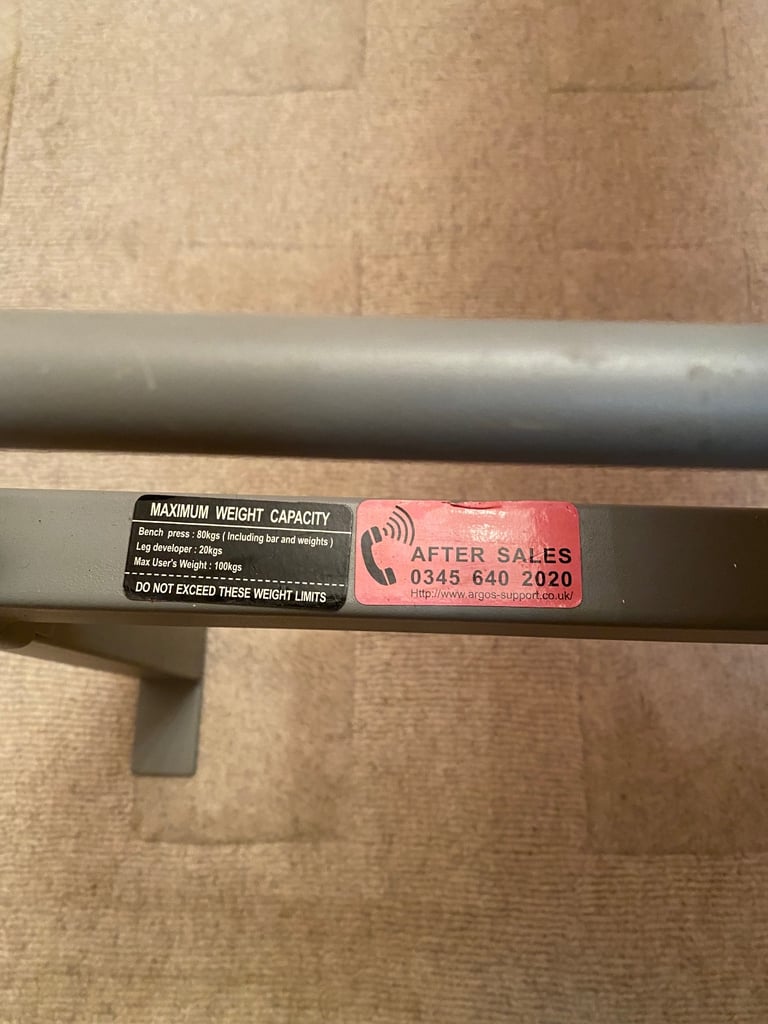 MAXIMUM WEIGHT CAPACITY
Bench press : 80kgs ( Including bar and weights )
Leg developer : 20kgs
Max User's Weight : 100kgs
DO NOT EXCEED THESE WEIGHT LIMITS
AFTER SALES
0345 640 2020
Http://www.argos-support.co.uk/